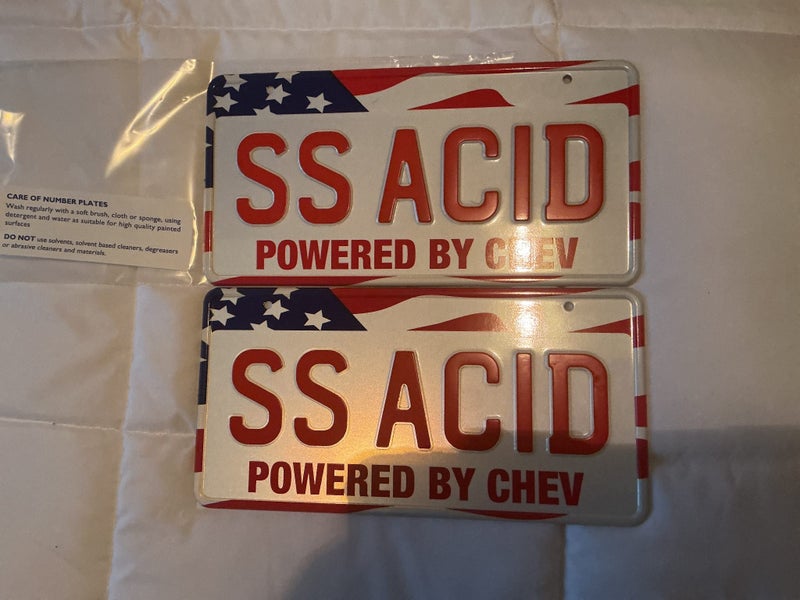 SS ACID
POWERED BY CHEV
CARE OF NUMBER PLATES
Wash regularly with a soft brush, cloth or sponge, using
detergent and water as suitable for high quality painted
surfaces
DO NOT use solvents, solvent based cleaners, degreasers
or abrasive cleaners and materials.
SS ACID
POWERED BY CHEV